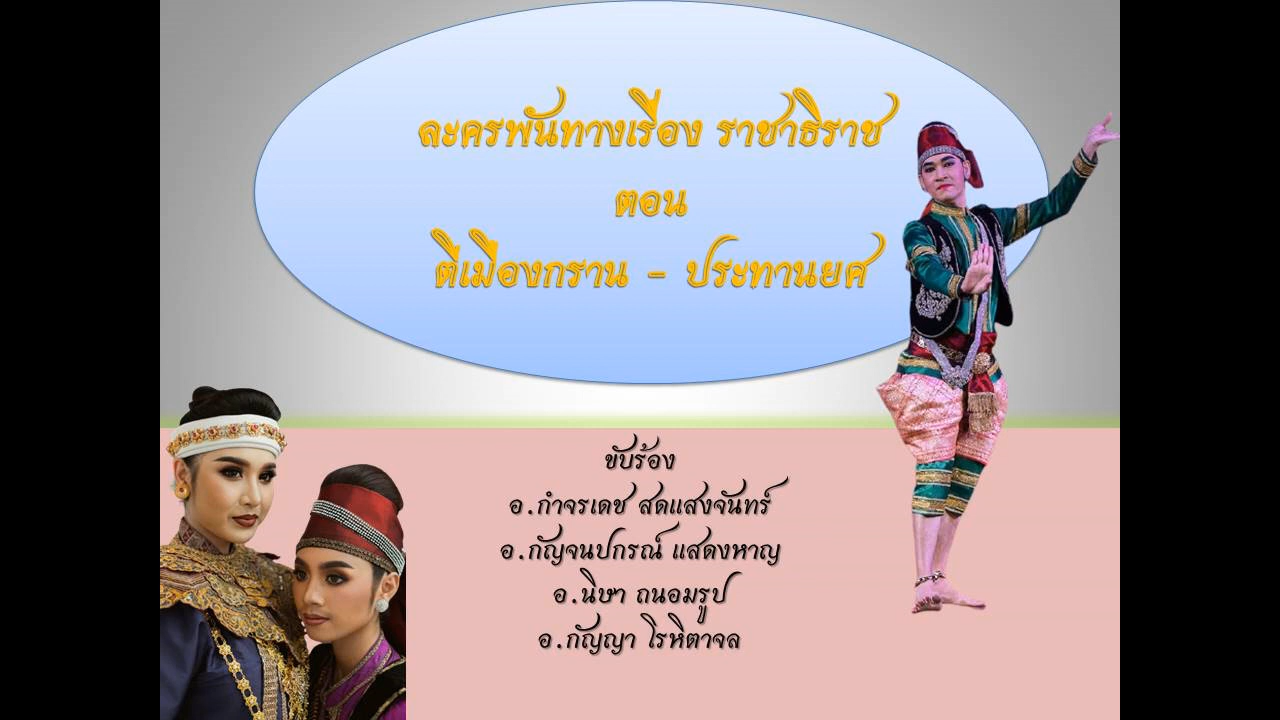 ละครพันทางเรื่อง ราชาธิราช
ตอน
ตีเมืองกราน - ประทานยศ
ขับร้อง
อ.กำจรเดช สดแสงจันทร์
อ.กัญจนปกรณ์ แสดงหาญ
อ.นิษา ถนอมรูป
อ.กัญญา โรหิตาจล